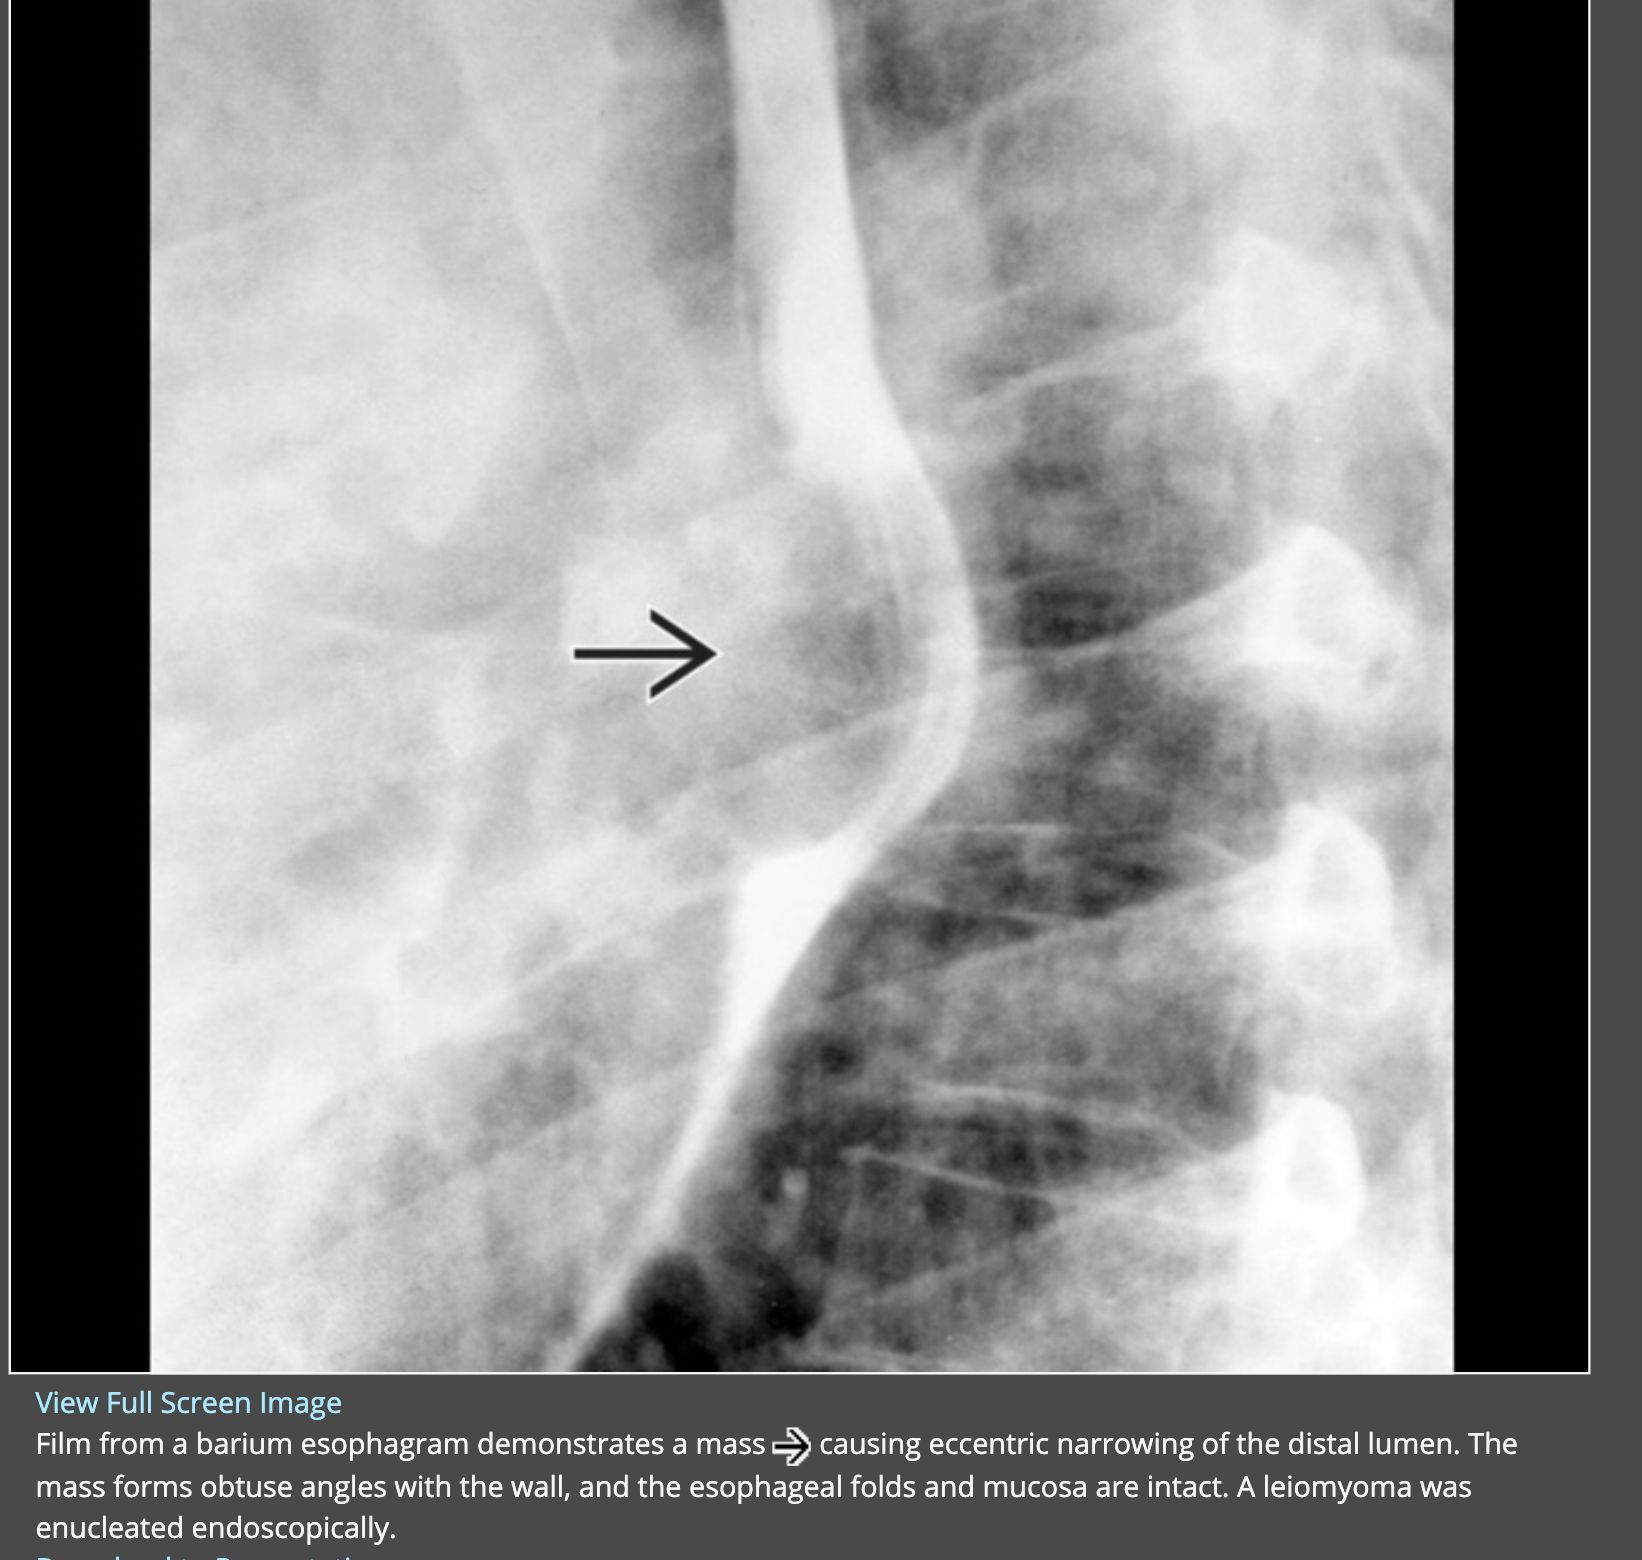 View Full Screen Image
Film from a barium esophagram demonstrates a mass causing eccentric narrowing of the distal lumen. The
mass forms obtuse angles with the wall, and the esophageal folds and mucosa are intact. A leiomyoma was
enucleated endoscopically.